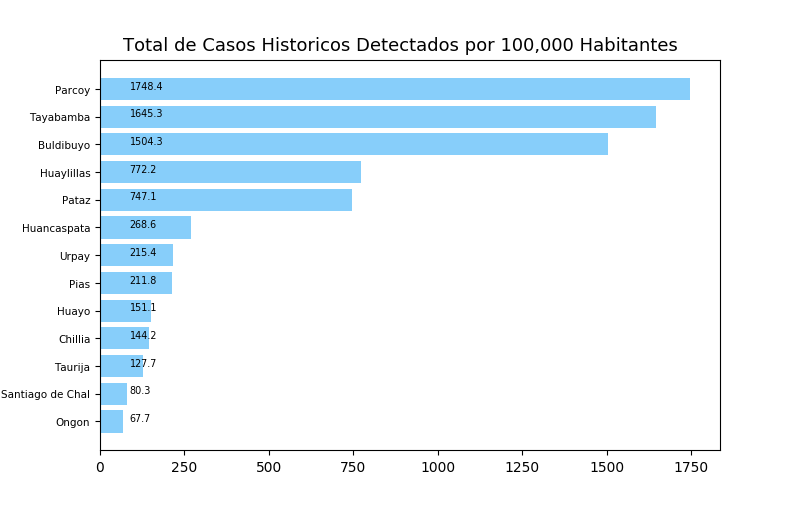 Total de Casos Historicos Detectados por 100,000 Habitantes
Parcoy 1748.4
Tayabamba 1645.3
Buldibuyo 1504.3
Huaylillas 772.2
Pataz 747.1
Huancaspata 268.6
Urpay 215.4
Pias 211.8
Huayo 151.1
Chillia 144.2
Taurija 127.7
Santiago de Chal 80.3
Ongon 67.7
0 250 500 750 1000 1250 1500 1750